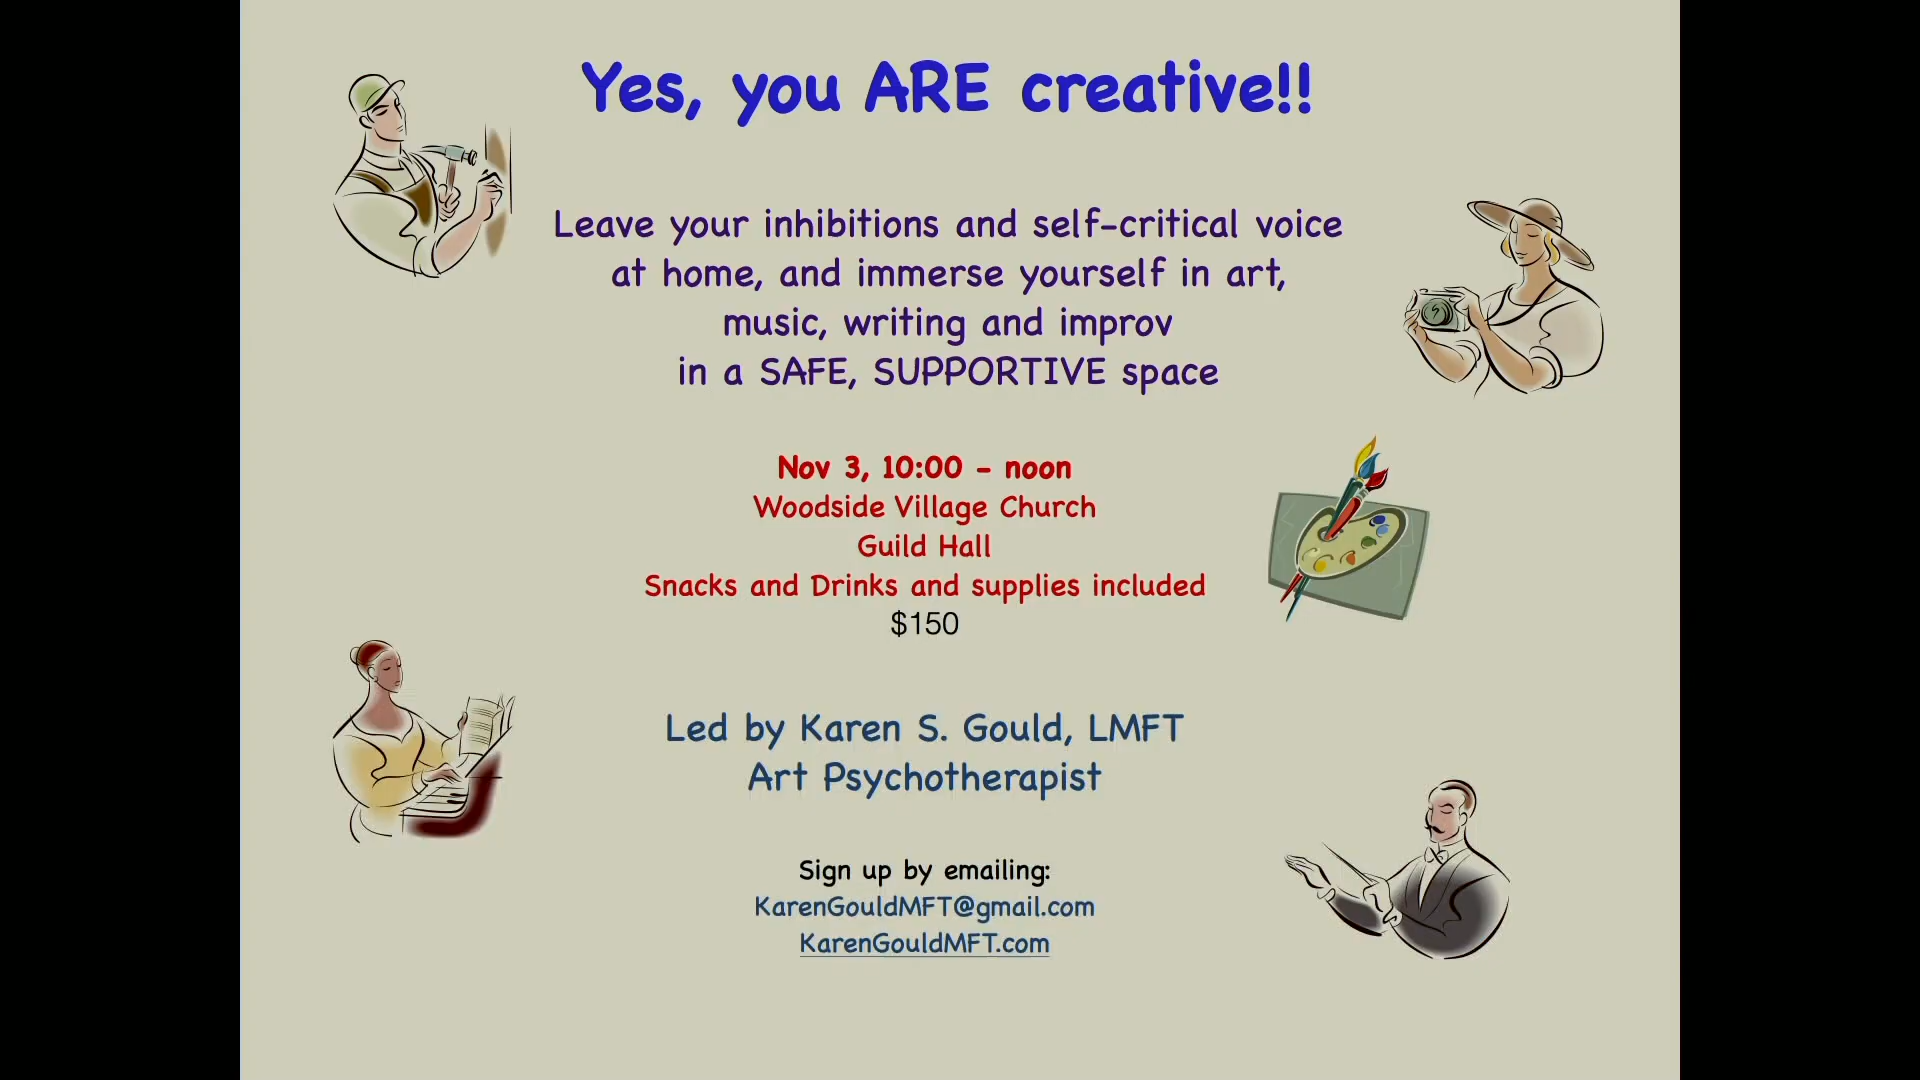 Yes, you ARE creative!!
Leave your inhibitions and self-critical voice
at home, and immerse yourself in art,
music, writing and improv
in a SAFE, SUPPORTIVE space
Nov 3, 10:00 - noon
Woodside Village Church
Guild Hall
Snacks and Drinks and supplies included
$150
Led by Karen S. Gould, LMFT
Art Psychotherapist
Sign up by emailing:
KarenGouldMFT@gmail.com
KarenGouldMFT.com